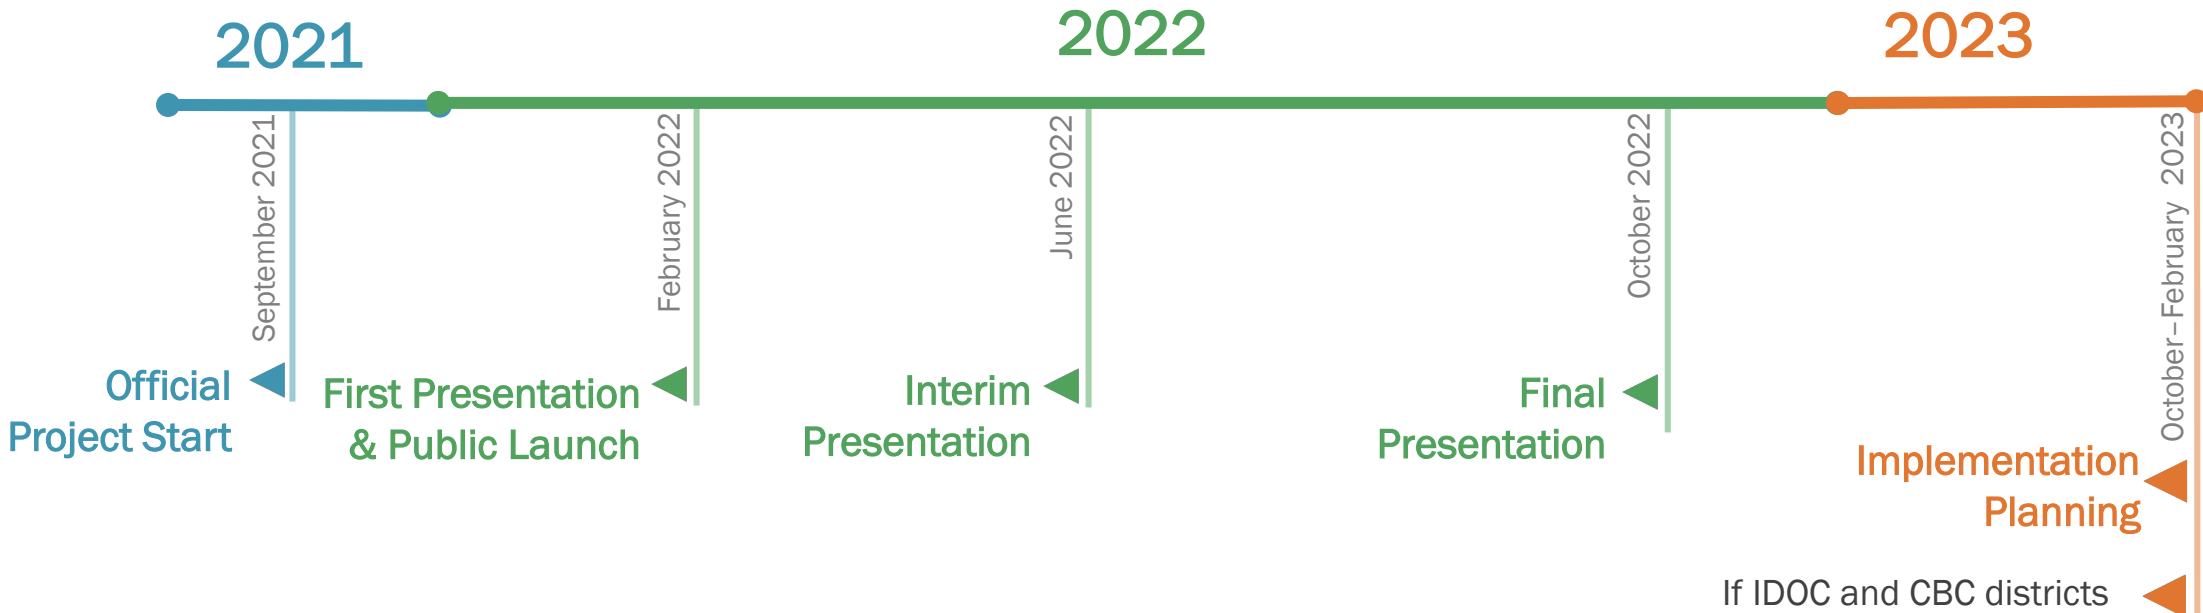 2021
2022
2023
September 2021
February 2022
June 2022
October 2022
October–February 2023
Official
Project Start
First Presentation
& Public Launch
Interim
Presentation
Final
Presentation
Implementation
Planning
If IDOC and CBC districts